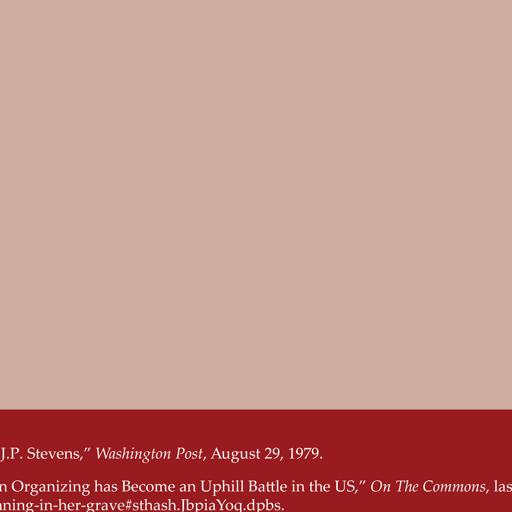 J.P. Stevens,” Washington Post, August 29, 1979.
n Organizing has Become an Uphill Battle in the US,” On The Commons, las
ning-in-her-grave#sthash.JbpiaYoq.dpbs.